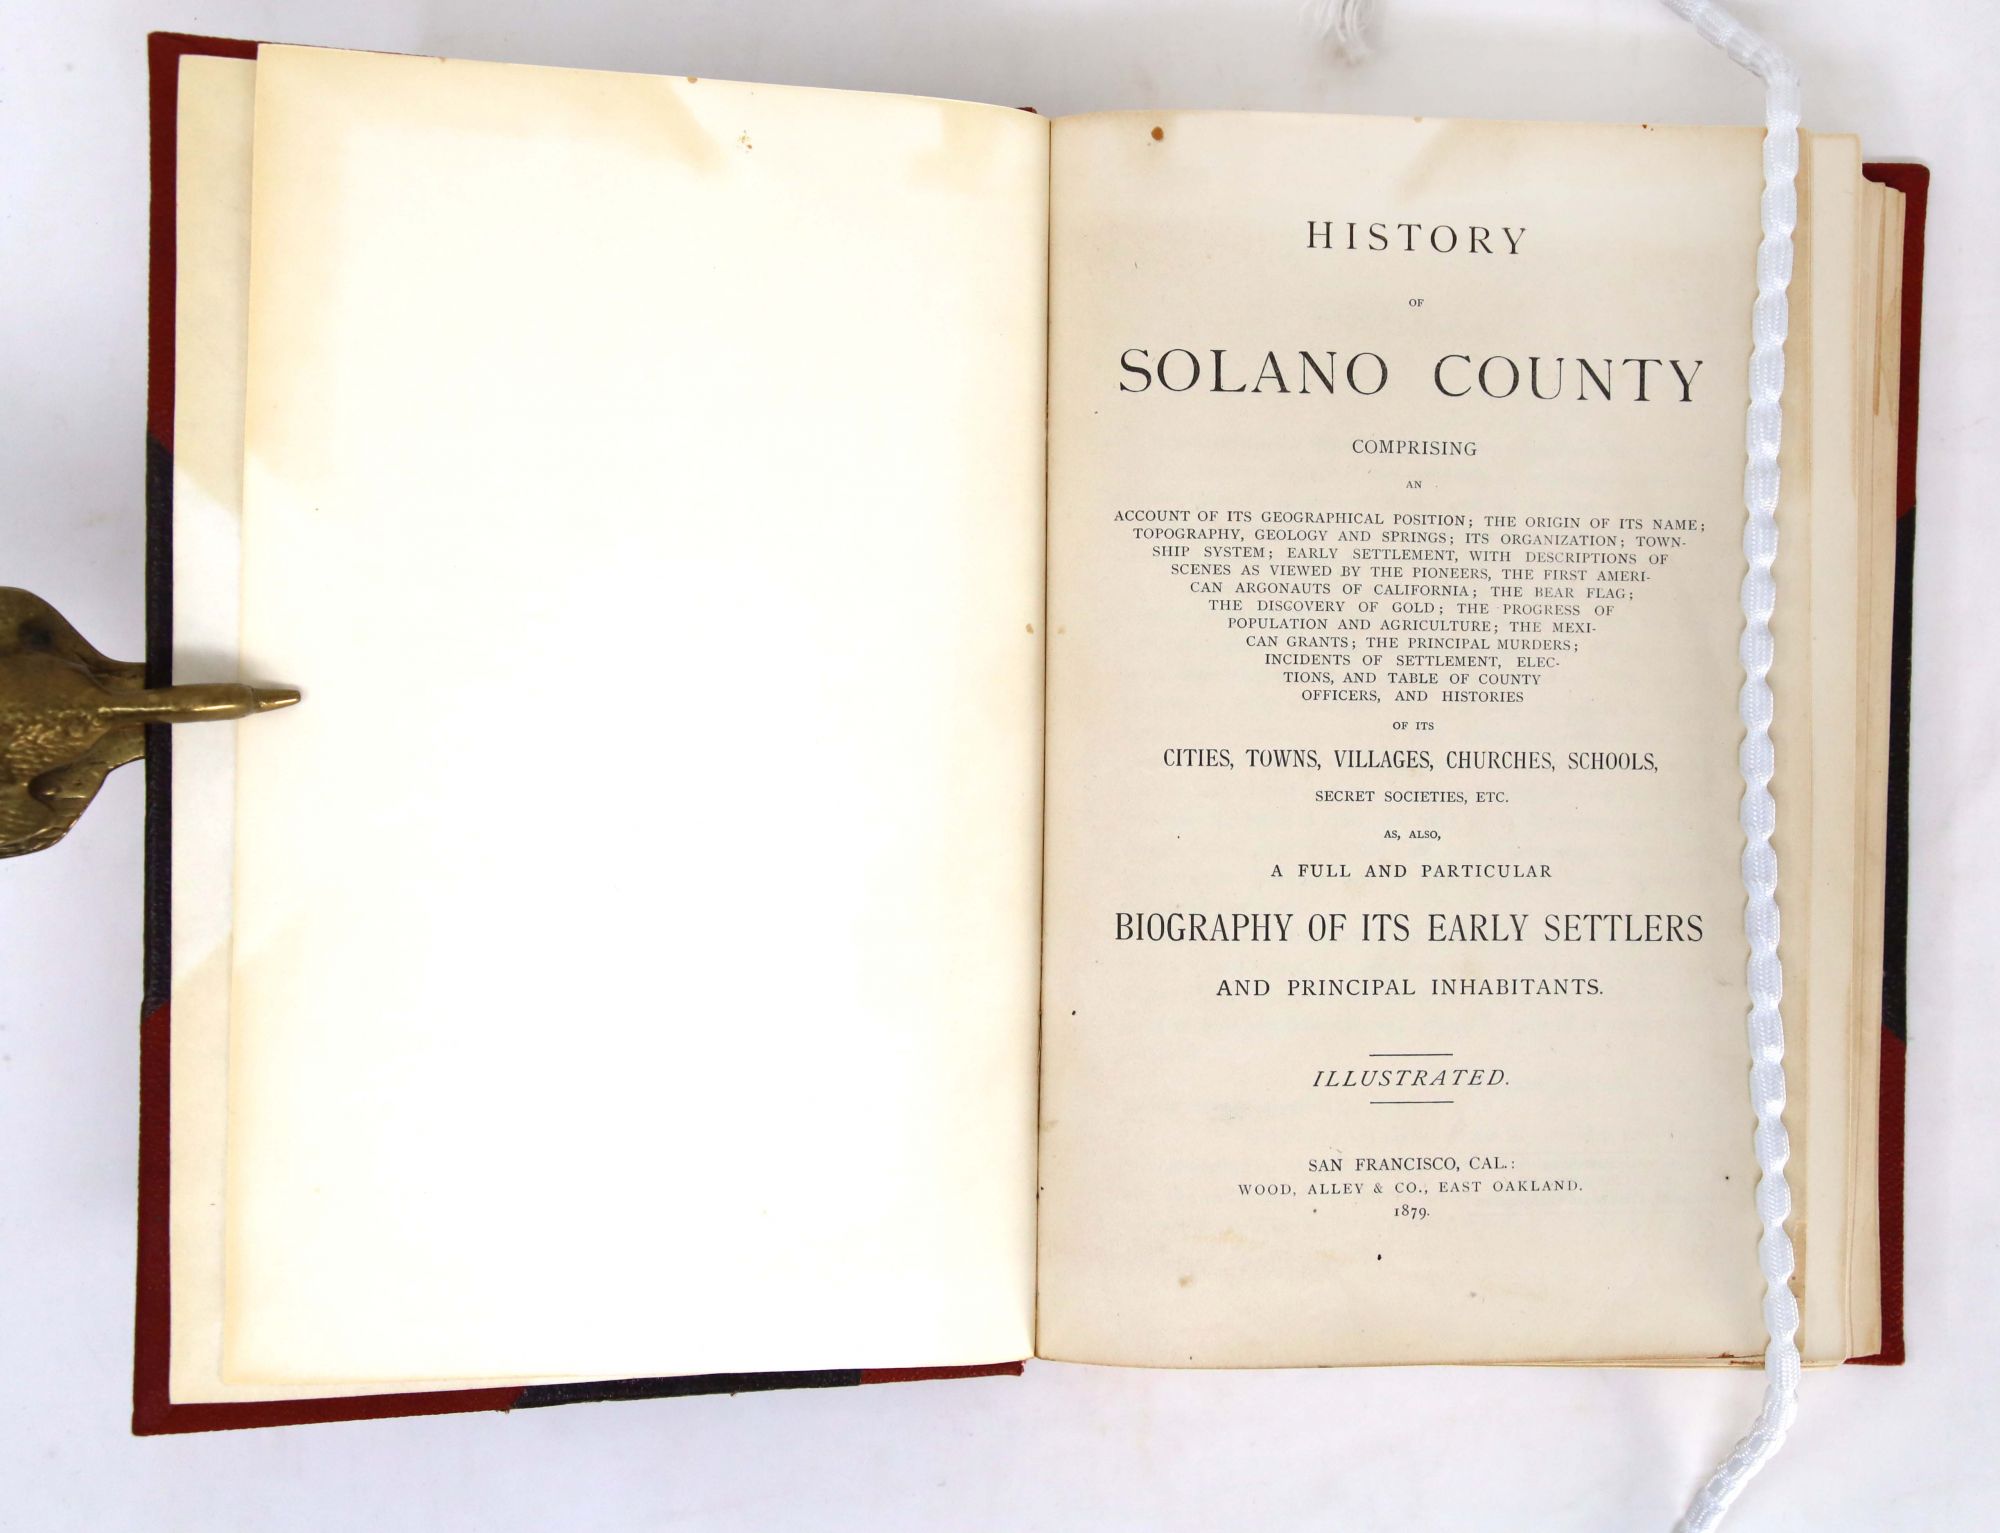 HISTORY
OF
SOLANO COUNTY
COMPRISING
AN
ACCOUNT OF ITS GEOGRAPHICAL POSITION; THE ORIGIN OF ITS NAME;
TOPOGRAPHY, GEOLOGY AND SPRINGS; ITS ORGANIZATION; TOWN-
SHIP SYSTEM; EARLY SETTLEMENT, WITH DESCRIPTIONS OF
SCENES AS VIEWED BY THE PIONEERS, THE FIRST AMERI-
CAN ARGONAUTS OF CALIFORNIA; THE BEAR FLAG;
THE DISCOVERY OF GOLD; THE PROGRESS OF
POPULATION AND AGRICULTURE; THE MEXI-
CAN GRANTS; THE PRINCIPAL MURDERS;
INCIDENTS OF SETTLEMENT, ELEC-
TIONS, AND TABLE OF COUNTY
OFFICERS, AND HISTORIES
OF ITS
CITIES, TOWNS, VILLAGES, CHURCHES, SCHOOLS,
SECRET SOCIETIES, ETC.
AS, ALSO,
A FULL AND PARTICULAR
BIOGRAPHY OF ITS EARLY SETTLERS
AND PRINCIPAL INHABITANTS.
ILLUSTRATED.
SAN FRANCISCO, CAL.:
WOOD, ALLEY & CO., EAST OAKLAND.
1879.